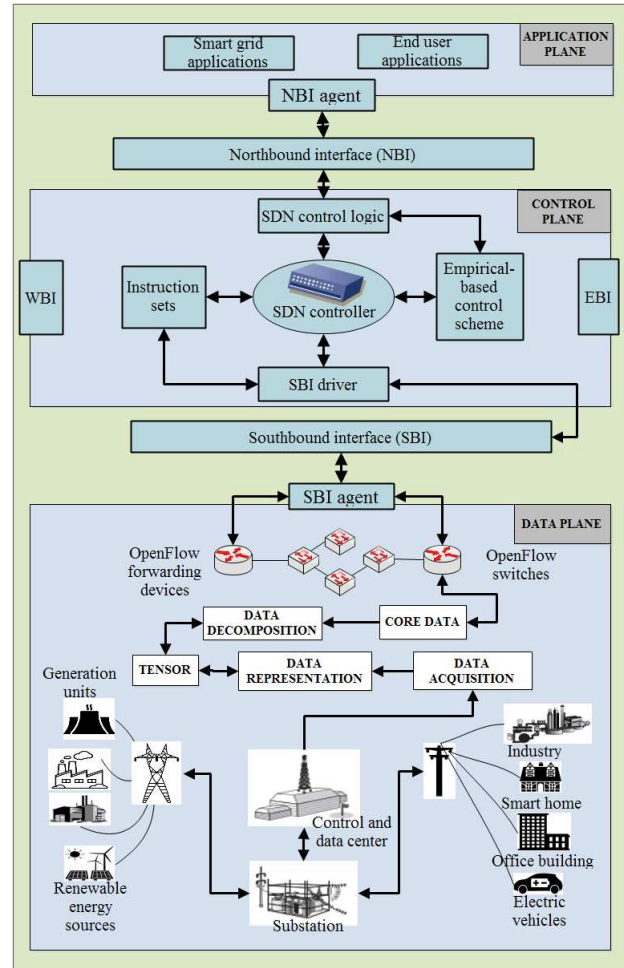 APPLICATION
PLANE
Smart grid
applications
End user
applications
NBI agent
Northbound interface (NBI)
CONTROL
PLANE
SDN control logic
WBI
Instruction
sets
SDN controller
Empirical-
based control
scheme
EBI
SBI driver
Southbound interface (SBI)
SBI agent
DATA PLANE
OpenFlow
forwarding
devices
OpenFlow
switches
DATA
DECOMPOSITION
CORE DATA
TENSOR
DATA
REPRESENTATION
DATA
ACQUISITION
Generation
units
Industry
Smart home
Control and
data center
Office building
Renewable
energy
sources
Substation
Electric
vehicles